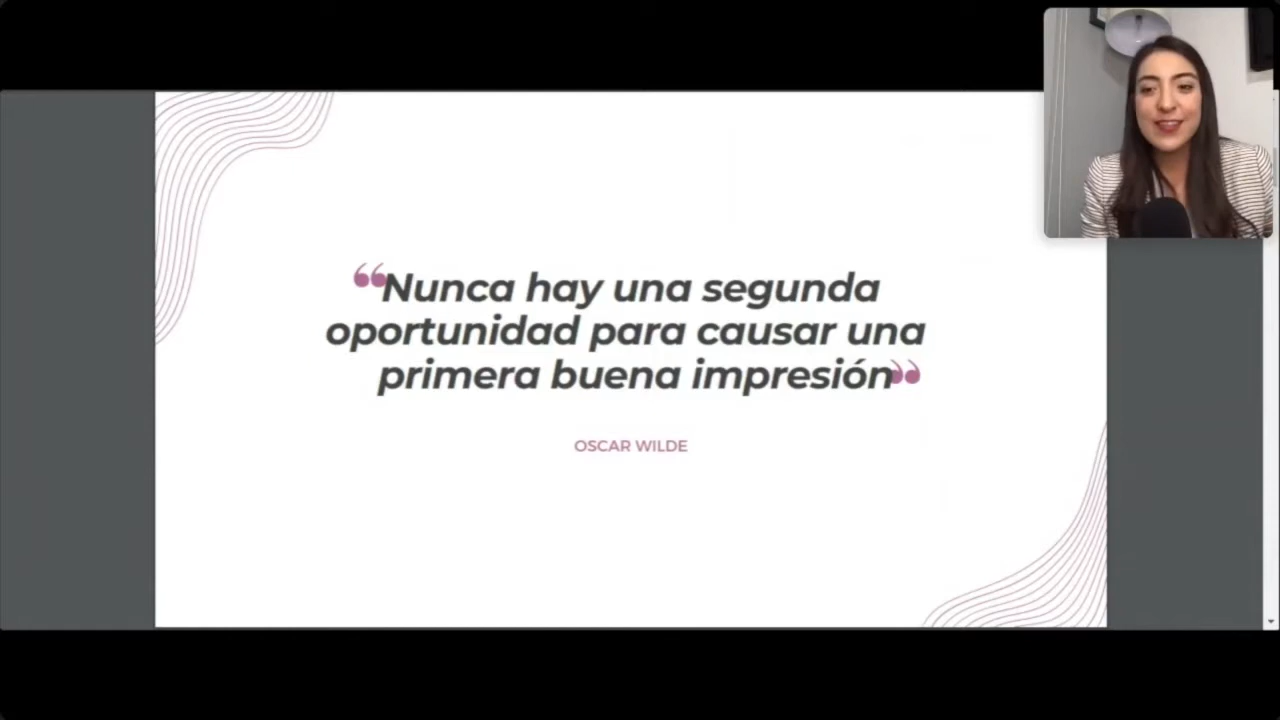 “Nunca hay una segunda
oportunidad para causar una
primera buena impresión”
OSCAR WILDE